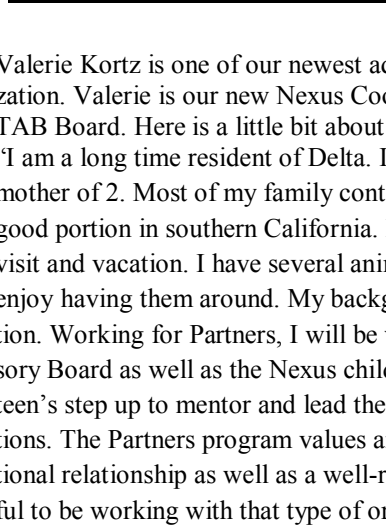 Valerie Kortz is one of our newest ad
zation. Valerie is our new Nexus Coo
TAB Board. Here is a little bit about
“I am a long time resident of Delta. I
mother of 2. Most of my family cont
good portion in southern California.
visit and vacation. I have several ani
enjoy having them around. My backg
tion. Working for Partners, I will be
sory Board as well as the Nexus chil
teen’s step up to mentor and lead the
tions. The Partners program values a
tional relationship as well as a well-r
ful to be working with that type of or